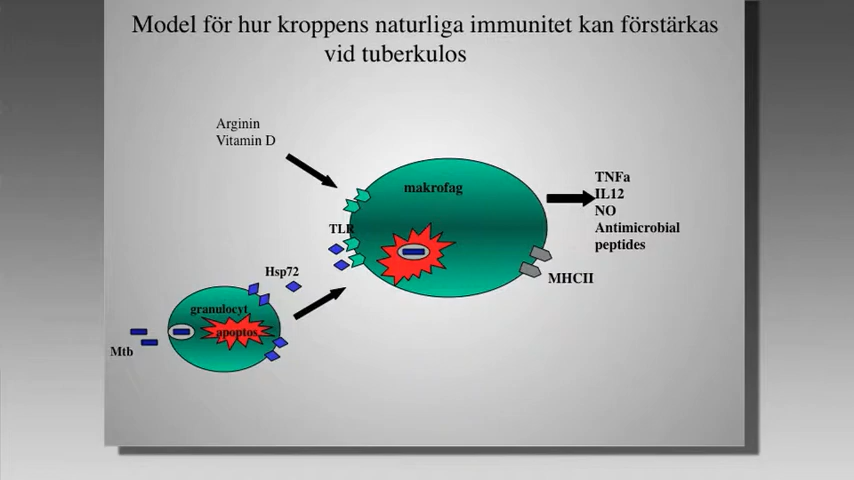 Model för hur kroppens naturliga immunitet kan förstärkas
vid tuberkulos
Arginin
Vitamin D
makrofag
TNFa
IL12
NO
Antimicrobial
peptides
TLR
MHCII
Hsp72
granulocyt
apoptos
Mtb